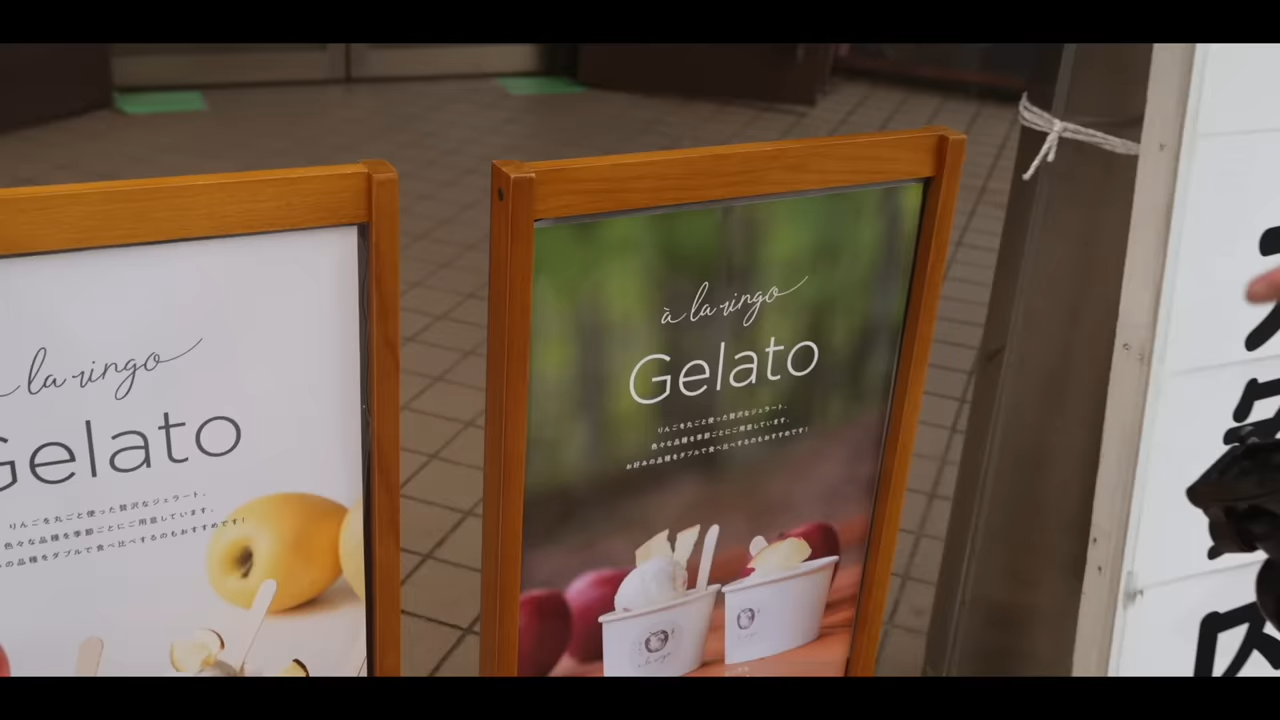 la ringo
Gelato
りんごを丸ごと使った贅沢なジェラート。
色々な品種を季節ごとにご用意しています。
の品種をダブルで食べ比べするのもおすすめです!
à la ringo
Gelato
りんごを丸ごと使った贅沢なジェラート。
色々な品種を季節ごとにご用意しています。
お好みの品種をダブルで食べ比べするのもおすすめです!
à la ringo
内